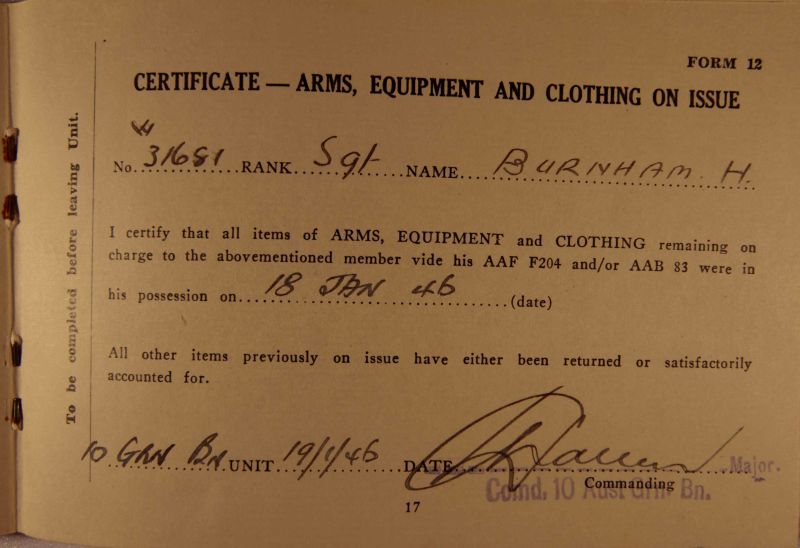 FORM 12
CERTIFICATE — ARMS, EQUIPMENT AND CLOTHING ON ISSUE
W
No. 31681 RANK Sgt NAME BURNHAM. H.
I certify that all items of ARMS, EQUIPMENT and CLOTHING remaining on
charge to the abovementioned member vide his AAF F204 and/or AAB 83 were in
his possession on 18 JAN 46 (date)
All other items previously on issue have either been returned or satisfactorily
accounted for.
10 GRN BN UNIT 19/1/46 DATE Major.
Commanding
Comd. 10 Aust Grn. Bn.
17
To be completed before leaving Unit.